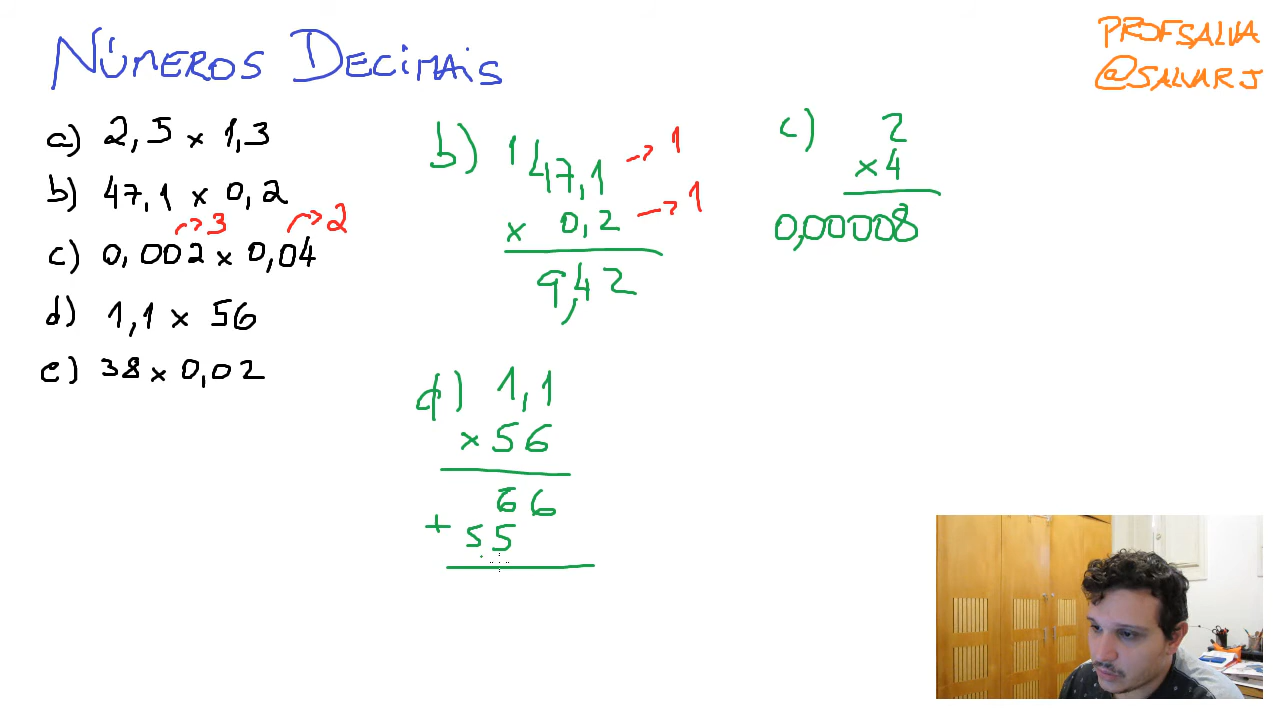 NÚMEROS DECIMAIS
PROFSALVA
@SALVARJ
a) 2,5 x 1,3
b) 47,1 x 0,2
→3 →2
c) 0,002 x 0,04
d) 1,1 x 56
e) 38 x 0,02
b) 1
47,1 →1
x 0,2 →1
9,42
c) 2
x4
0,00008
d) 1,1
x 56
66
+ 55